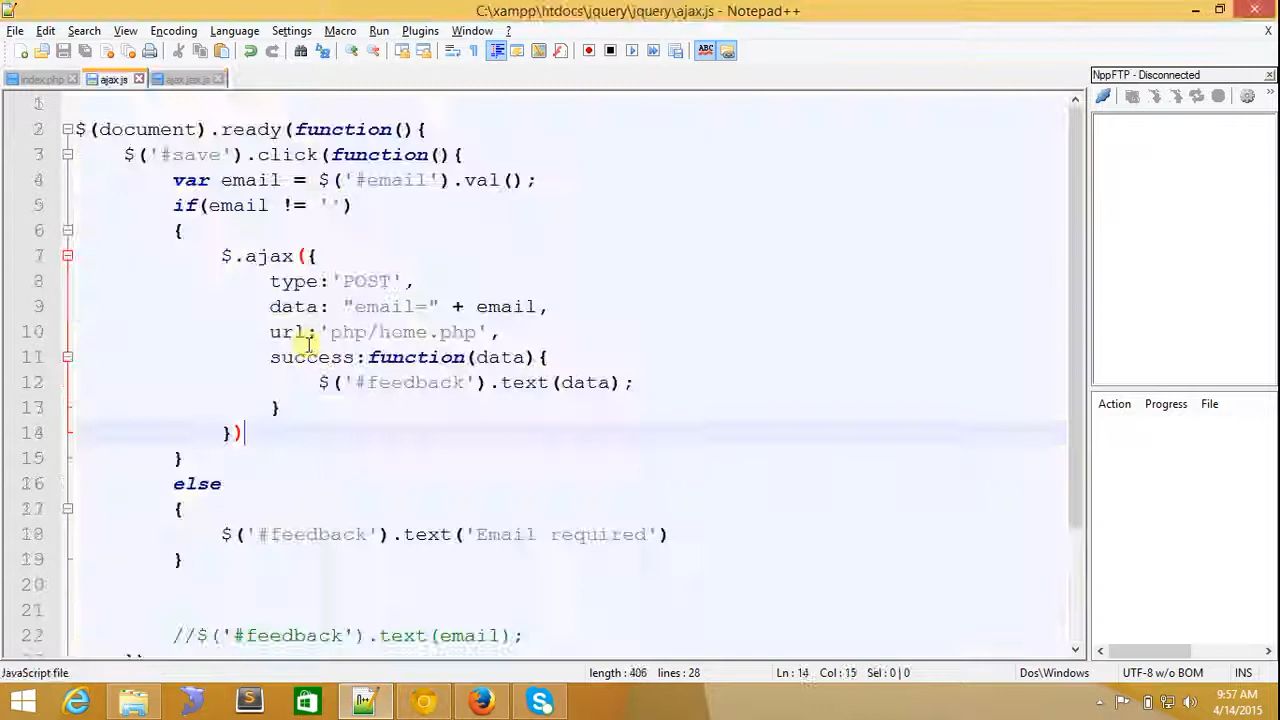 C:\xampp\htdocs\jquery\jquery\ajax.js - Notepad++
File Edit Search View Encoding Language Settings Macro Run Plugins Window ? X
index.php ajax.js
NppFTP - Disconnected
1
2 $(document).ready(function(){
3 $('#save').click(function(){
4 var email = $('#email').val();
5 if(email != '')
6 {
7 $.ajax({
8 type:'POST',
9 data: "email=" + email,
10 url:'php/home.php',
11 success:function(data){
12 $('#feedback').text(data);
13 }
14 })
15 }
16 else
17 {
18 $('#feedback').text('Email required')
19 }
20
21
22 //$('#feedback').text(email);
Action Progress File
JavaScript file length : 406 lines : 28 Ln : 14 Col : 15 Sel : 0 | 0 Dos\Windows UTF-8 w/o BOM INS
9:57 AM
4/14/2015